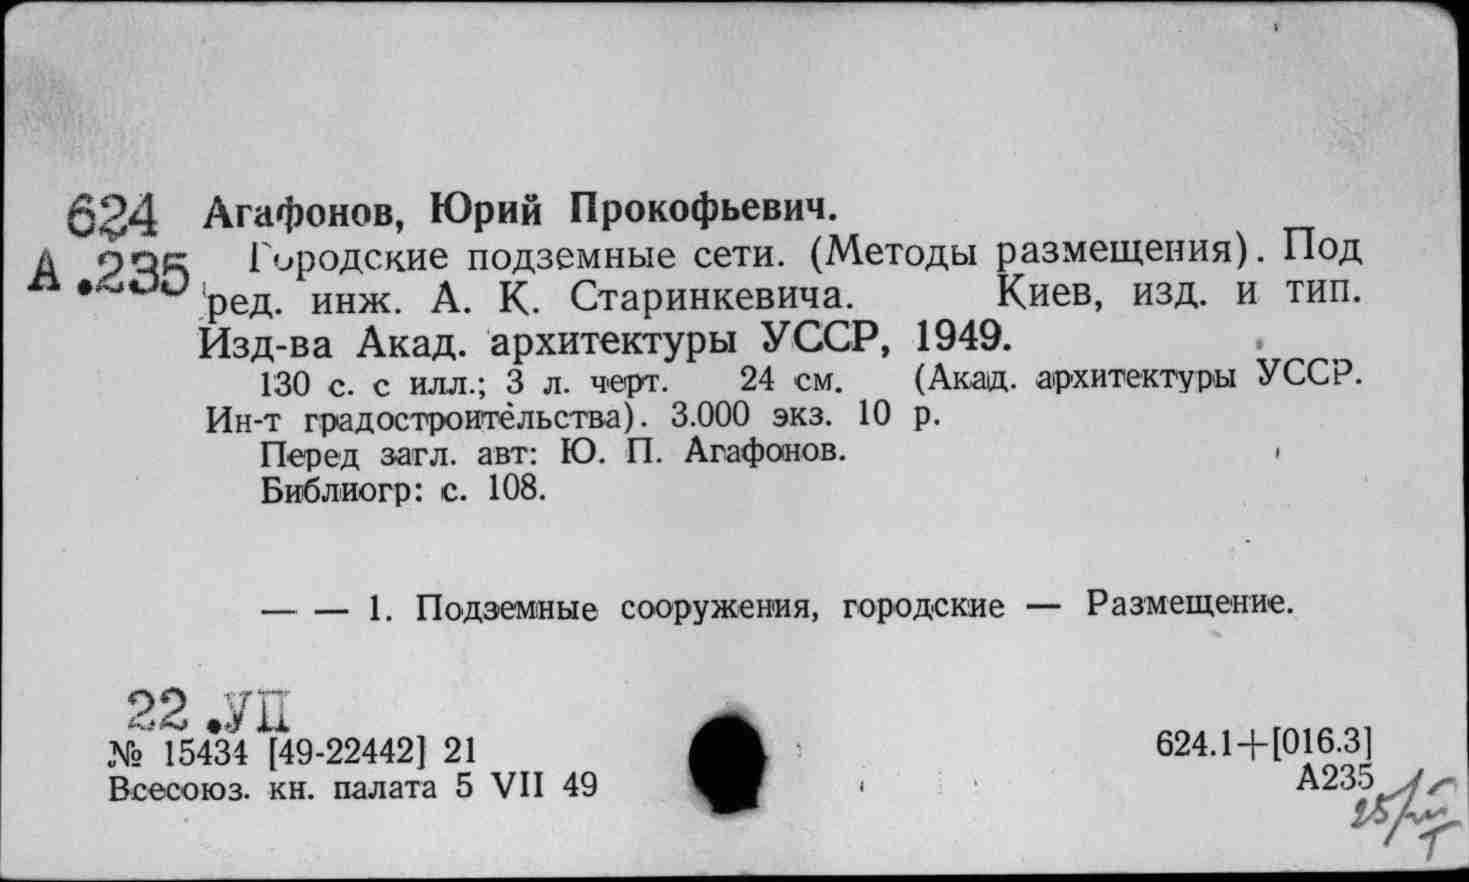 624 Агафонов, Юрий Прокофьевич.
А.235 Городские подземные сети. (Методы размещения). Под
ред. инж. А. К. Старинкевича. Киев, изд. и тип.
Изд-ва Акад. архитектуры УССР, 1949.
130 с. с илл.; 3 л. черт. 24 см. (Акад. архитектуры УССР.
Ин-т градостроительства). 3.000 экз. 10 р.
Перед загл. авт: Ю. П. Агафонов.
Библиогр: с. 108.
— — 1. Подземные сооружения, городские — Размещение.
22.УП
№ 15434 [49-22442] 21
Всесоюз. кн. палата 5 VII 49
624.1+[016.3]
А235